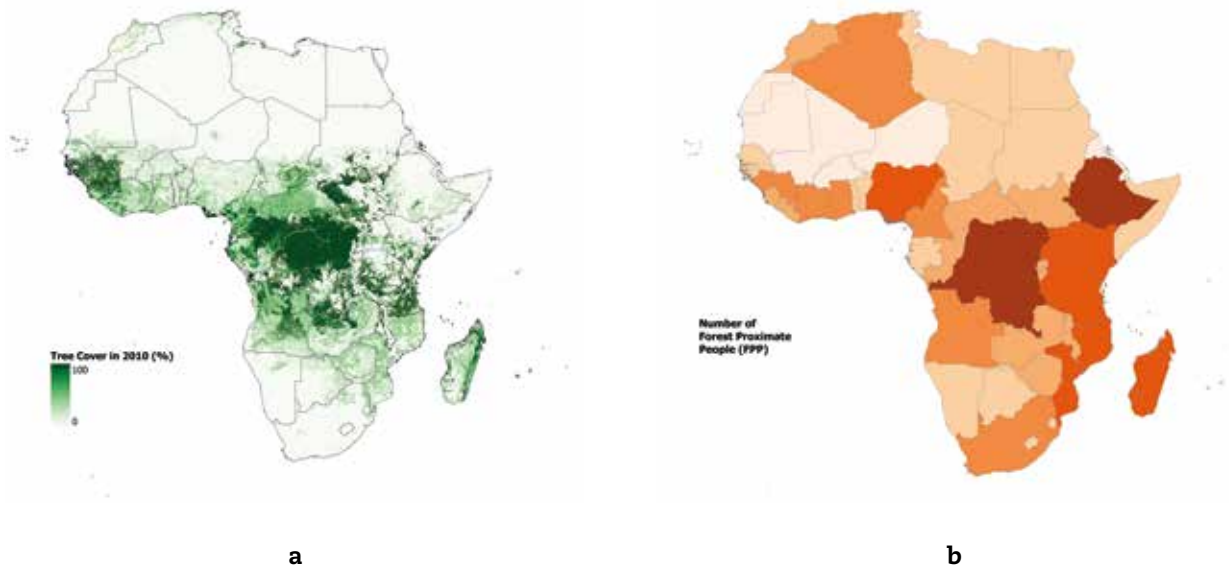 Tree Cover in 2010 (%)
100
0
Number of
Forest Proximate
People (FPP)
a
b